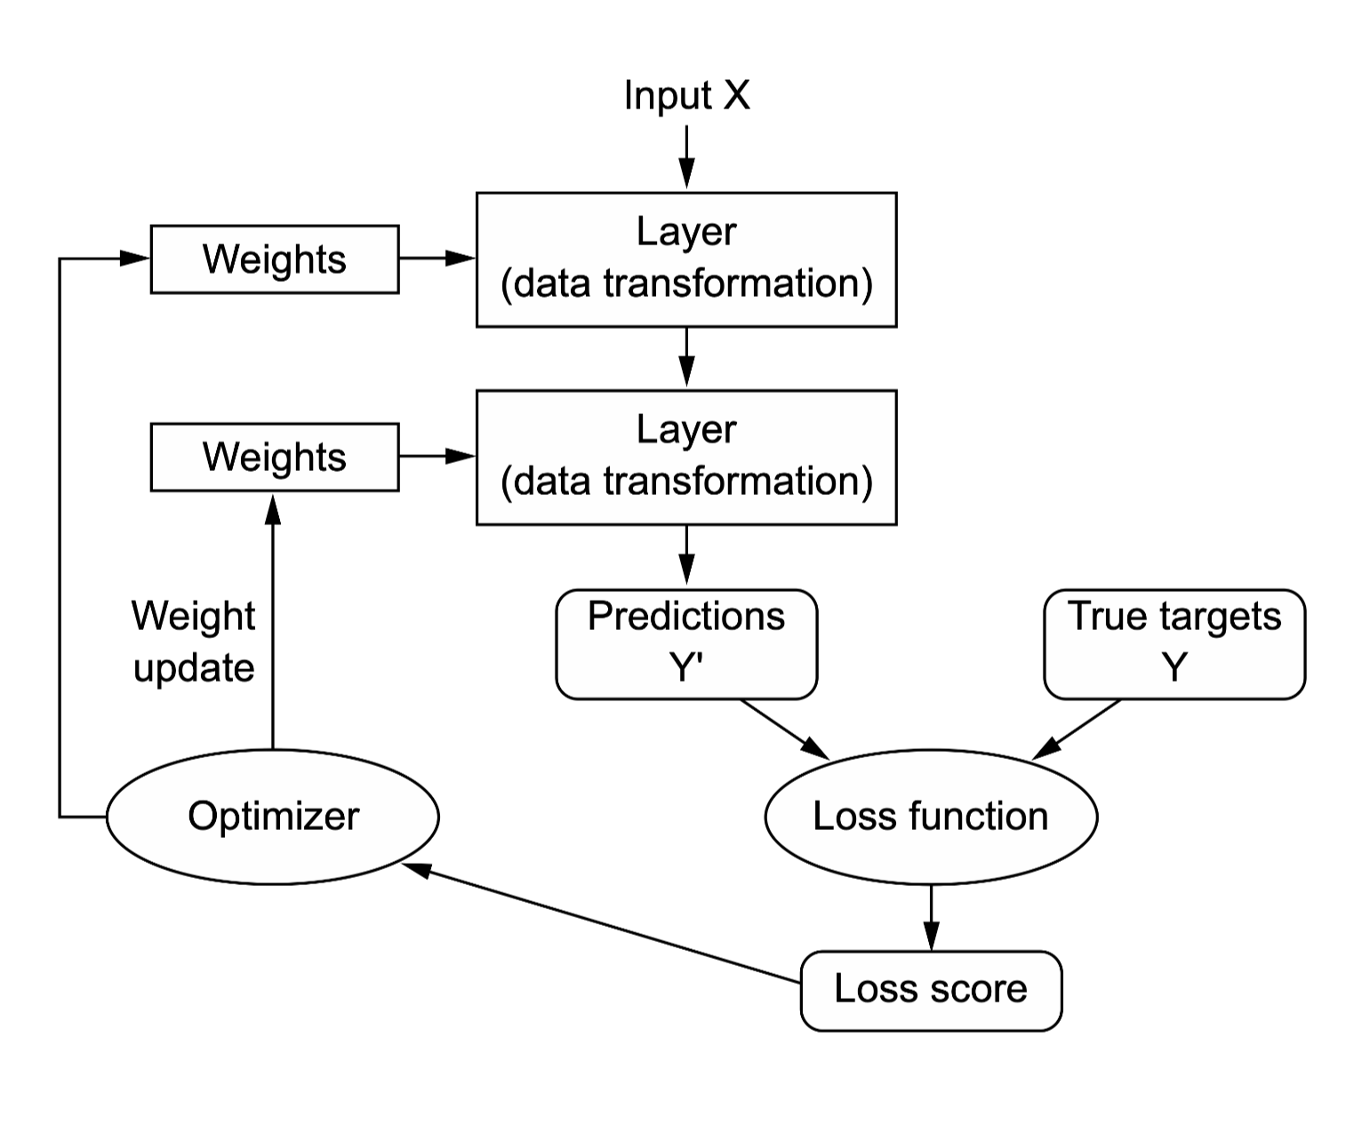 Input X
Weights
Layer
(data transformation)
Weights
Layer
(data transformation)
Weight
update
Predictions
Y'
True targets
Y
Optimizer
Loss function
Loss score